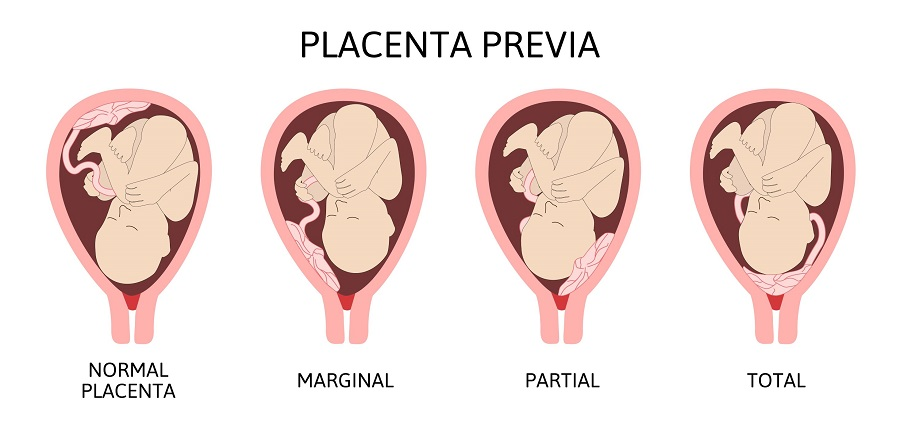 PLACENTA PREVIA
NORMAL
PLACENTA
MARGINAL
PARTIAL
TOTAL